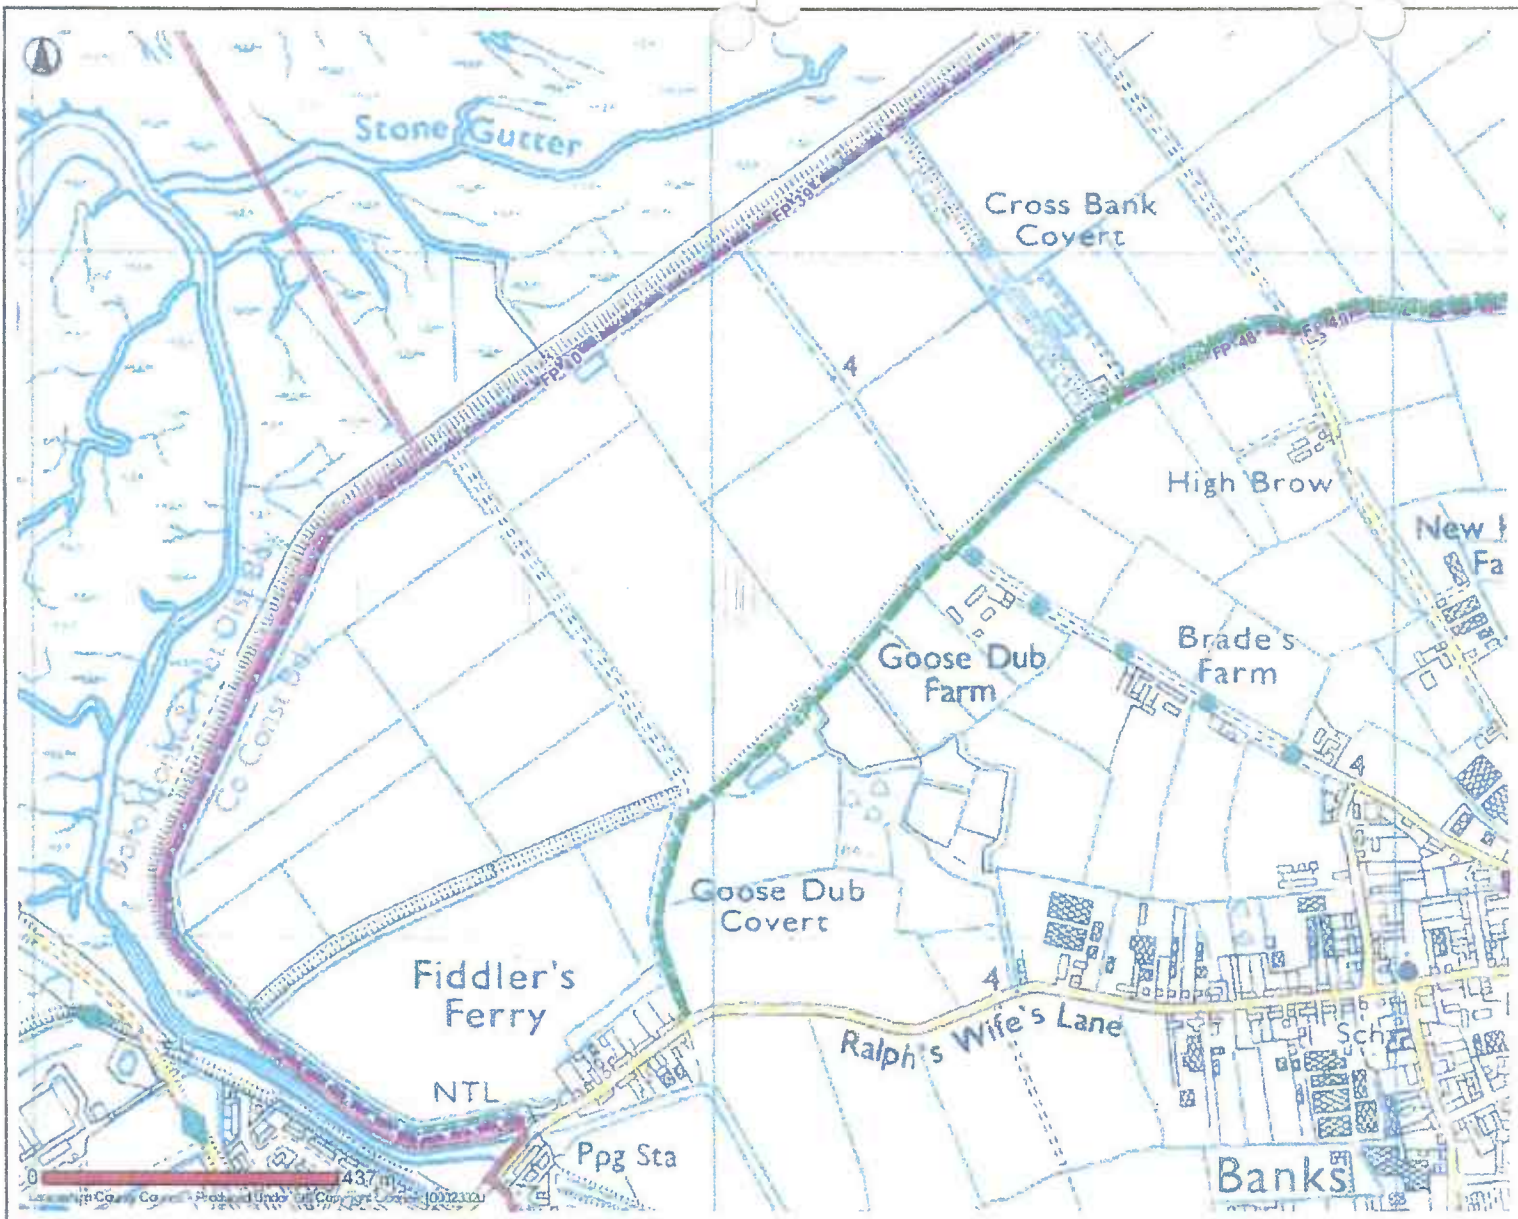 Stone Gutter
Cross Bank
Covert
FP 39
FP 40
FP 48
4
High Brow
New
Fa
Brade's
Farm
Goose Dub
Farm
4
Co Const Bdy
Goose Dub
Covert
Fiddler's
Ferry
4
Ralph's Wife's Lane
Sch
NTL
Ppg Sta
Banks
0
437 m